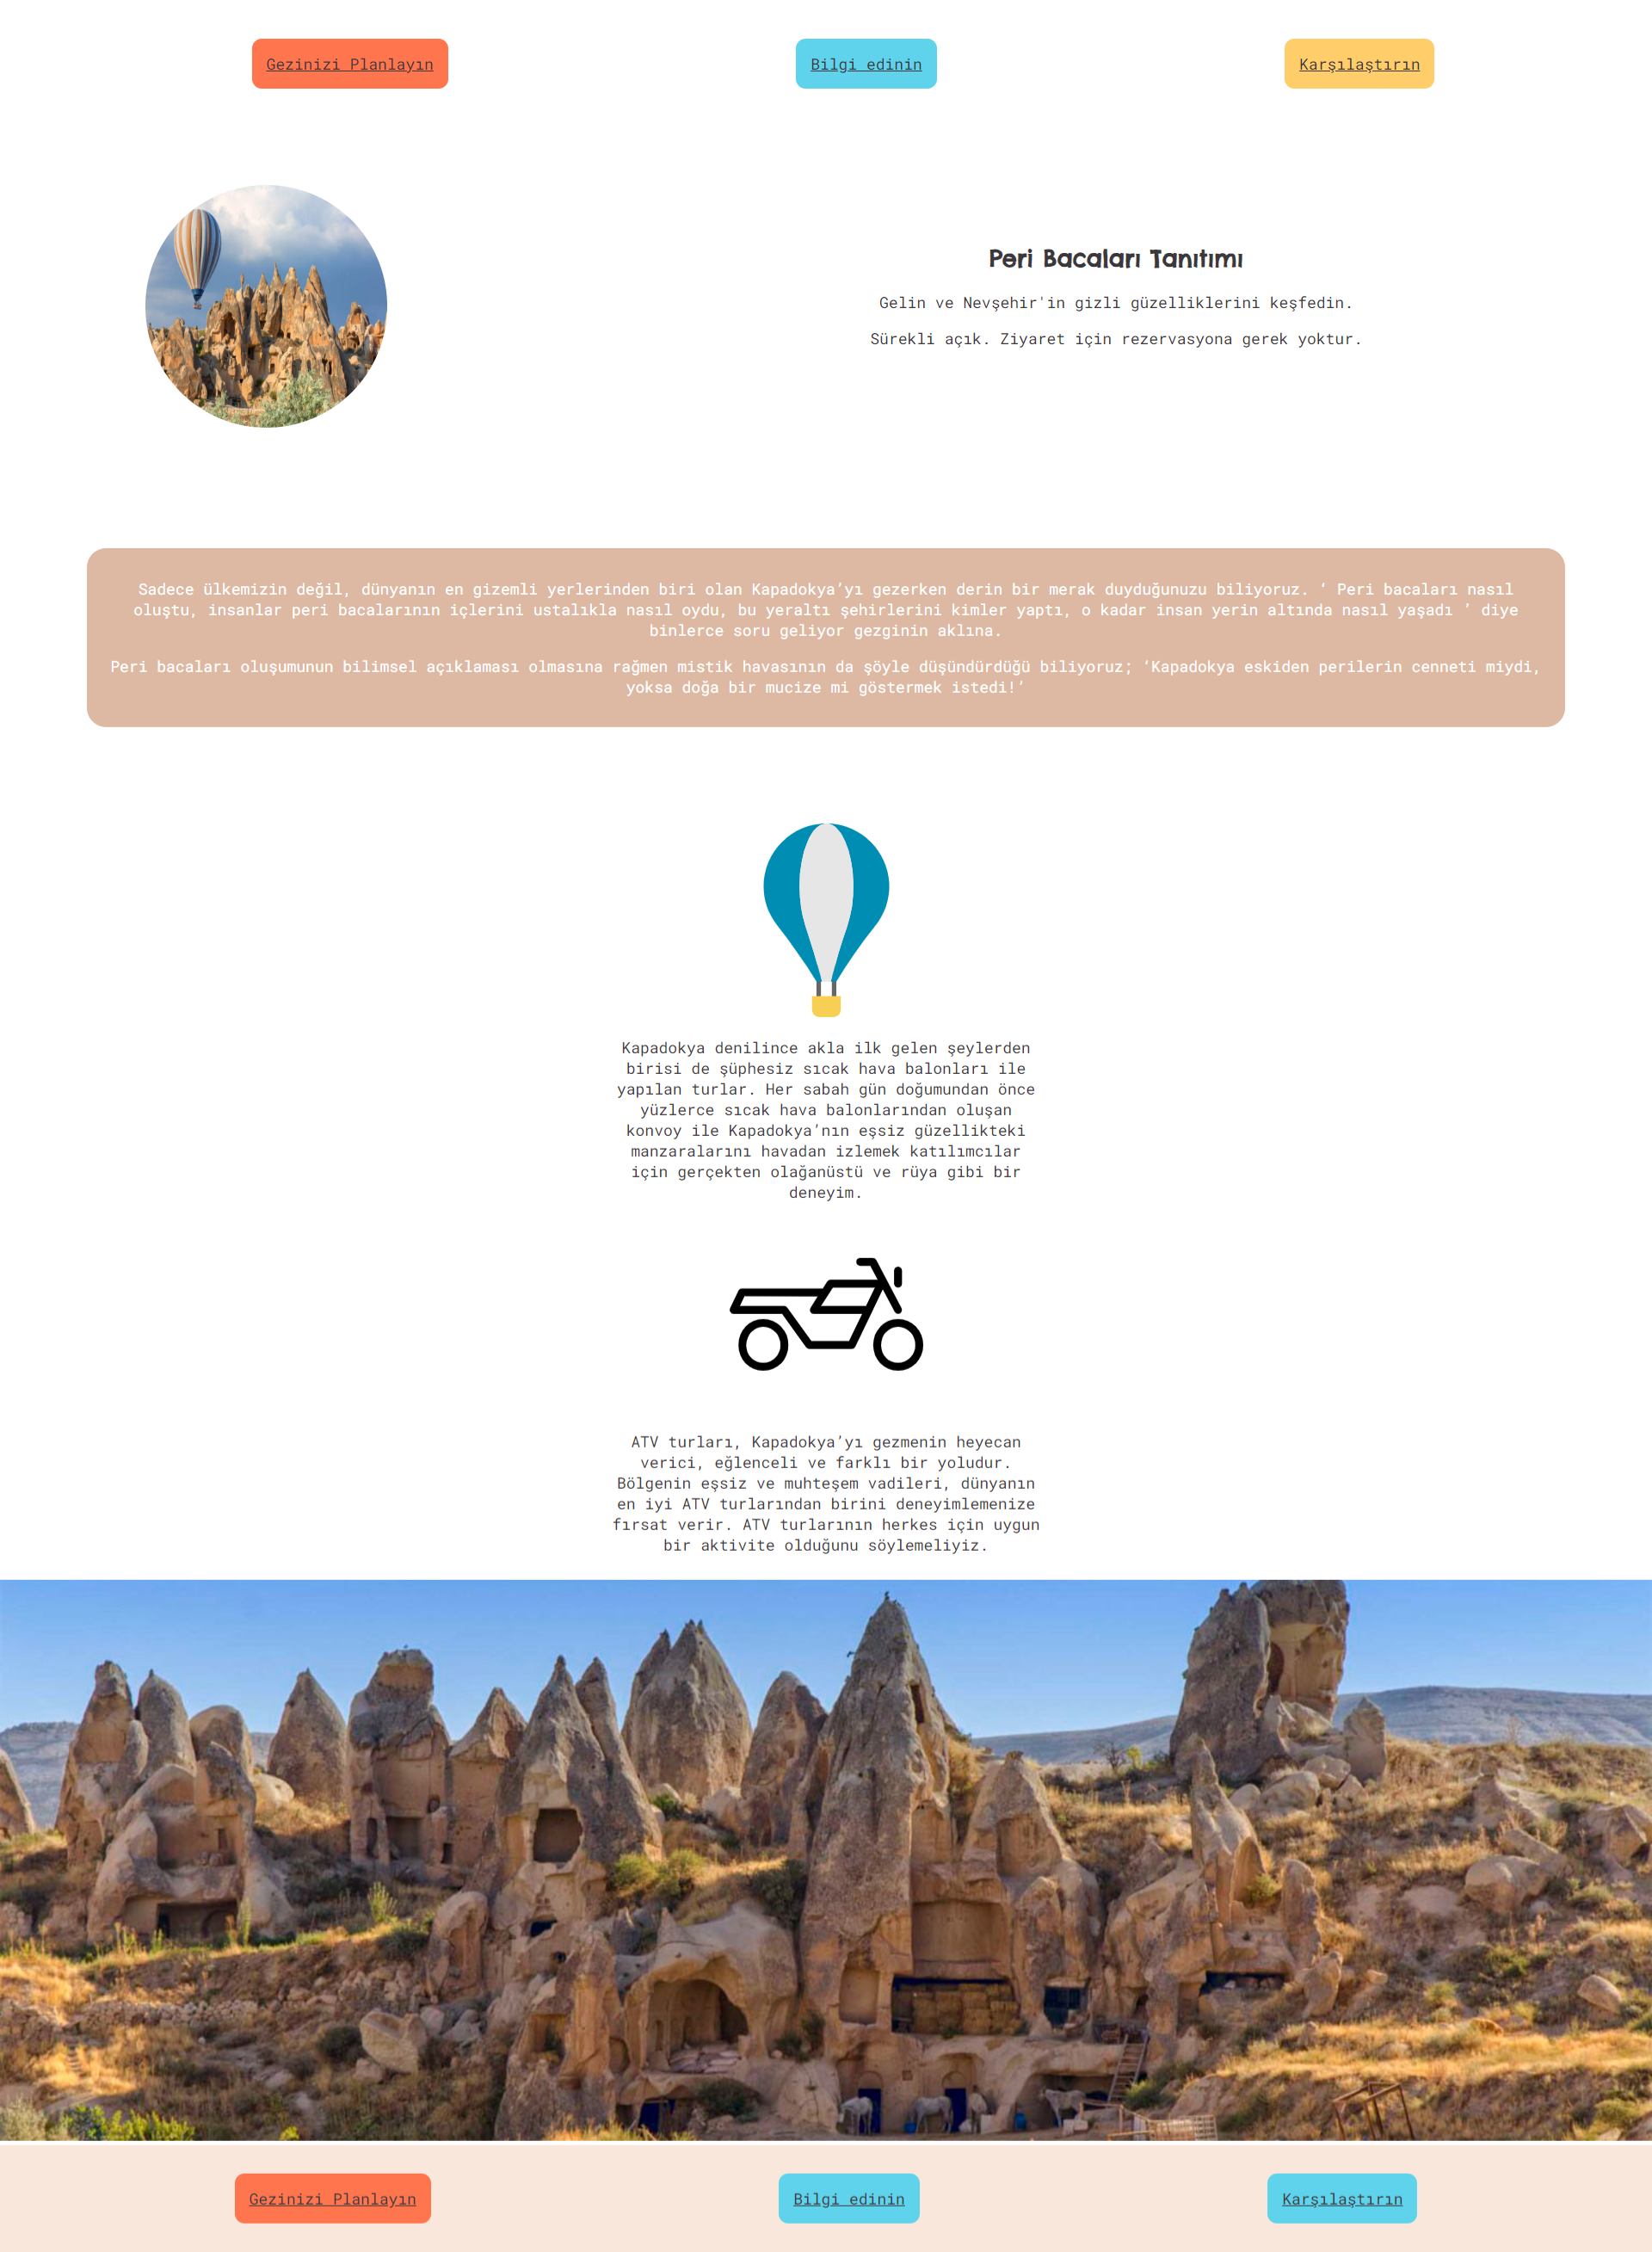 Gezinizi Planlayın
Bilgi edinin
Karşılaştırın
Peri Bacaları Tanıtımı
Gelin ve Nevşehir'in gizli güzelliklerini keşfedin.
Sürekli açık. Ziyaret için rezervasyona gerek yoktur.
Sadece ülkemizin değil, dünyanın en gizemli yerlerinden biri olan Kapadokya’yı gezerken derin bir merak duyduğunuzu biliyoruz. ‘ Peri bacaları nasıl
oluştu, insanlar peri bacalarının içlerini ustalıkla nasıl oydu, bu yeraltı şehirlerini kimler yaptı, o kadar insan yerin altında nasıl yaşadı ’ diye
binlerce soru geliyor gezginin aklına.
Peri bacaları oluşumunun bilimsel açıklaması olmasına rağmen mistik havasının da şöyle düşündürdüğü biliyoruz; ‘Kapadokya eskiden perilerin cenneti miydi,
yoksa doğa bir mucize mi göstermek istedi!’
Kapadokya denilince akla ilk gelen şeylerden
birisi de şüphesiz sıcak hava balonları ile
yapılan turlar. Her sabah gün doğumundan önce
yüzlerce sıcak hava balonlarından oluşan
konvoy ile Kapadokya’nın eşsiz güzellikteki
manzaralarını havadan izlemek katılımcılar
için gerçekten olağanüstü ve rüya gibi bir
deneyim.
ATV turları, Kapadokya’yı gezmenin heyecan
verici, eğlenceli ve farklı bir yoludur.
Bölgenin eşsiz ve muhteşem vadileri, dünyanın
en iyi ATV turlarından birini deneyimlemenize
fırsat verir. ATV turlarının herkes için uygun
bir aktivite olduğunu söylemeliyiz.
Gezinizi Planlayın
Bilgi edinin
Karşılaştırın